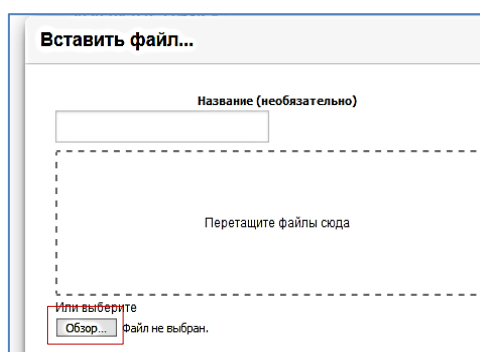 Вставить файл...
Название (необязательно)
Перетащите файлы сюда
Или выберите
Обзор... Файл не выбран.